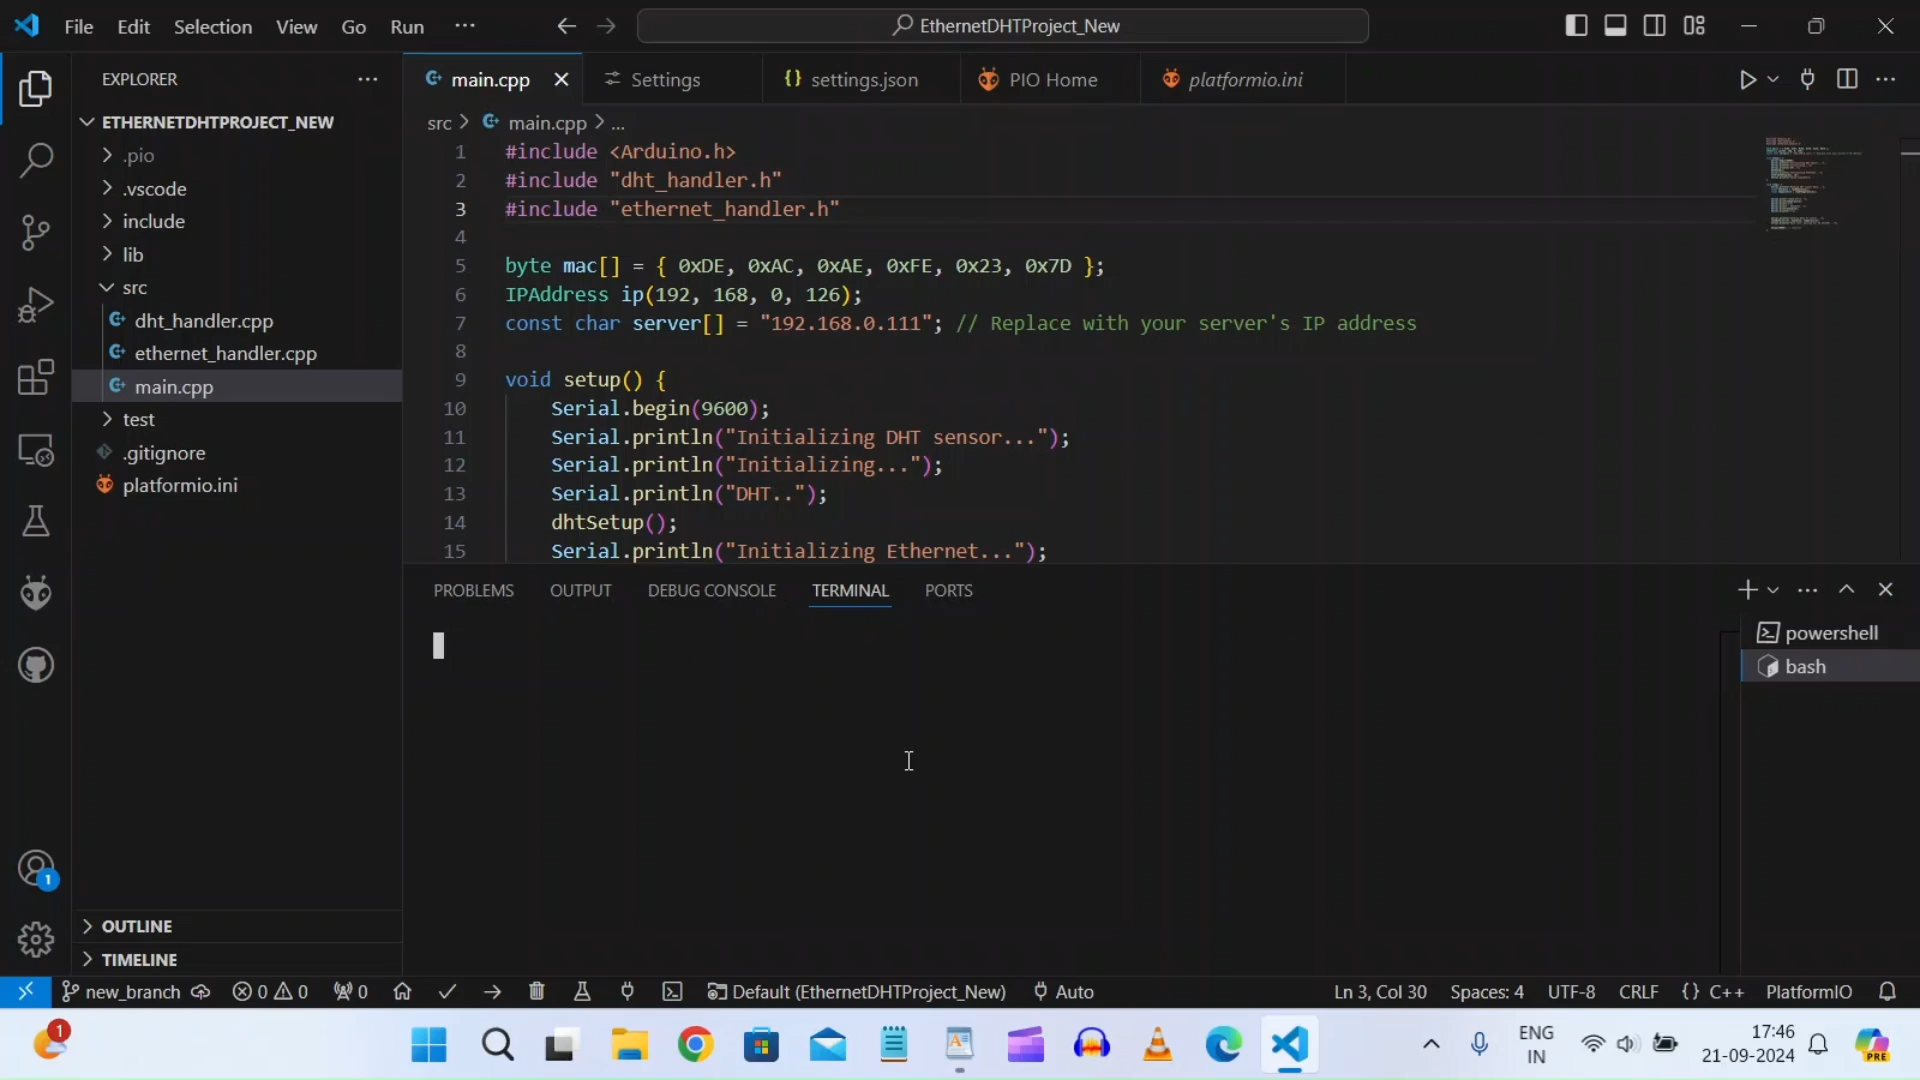 File Edit Selection View Go Run ··· EthernetDHTProject_New
EXPLORER ···
main.cpp Settings {} settings.json PIO Home platformio.ini
ETHERNETDHTPROJECT_NEW
src > main.cpp > ...
.pio
.vscode
include
lib
src
dht_handler.cpp
ethernet_handler.cpp
main.cpp
test
.gitignore
platformio.ini
OUTLINE
TIMELINE
1 #include <Arduino.h>
2 #include "dht_handler.h"
3 #include "ethernet_handler.h"
4
5 byte mac[] = { 0xDE, 0xAC, 0xAE, 0xFE, 0x23, 0x7D };
6 IPAddress ip(192, 168, 0, 126);
7 const char server[] = "192.168.0.111"; // Replace with your server's IP address
8
9 void setup() {
10 Serial.begin(9600);
11 Serial.println("Initializing DHT sensor...");
12 Serial.println("Initializing...");
13 Serial.println("DHT..");
14 dhtSetup();
15 Serial.println("Initializing Ethernet...");
PROBLEMS OUTPUT DEBUG CONSOLE TERMINAL PORTS
powershell
bash
1
new_branch 0 0 0 Default (EthernetDHTProject_New) Auto Ln 3, Col 30 Spaces: 4 UTF-8 CRLF {} C++ PlatformIO
1
ENG
IN
17:46
21-09-2024
PRE